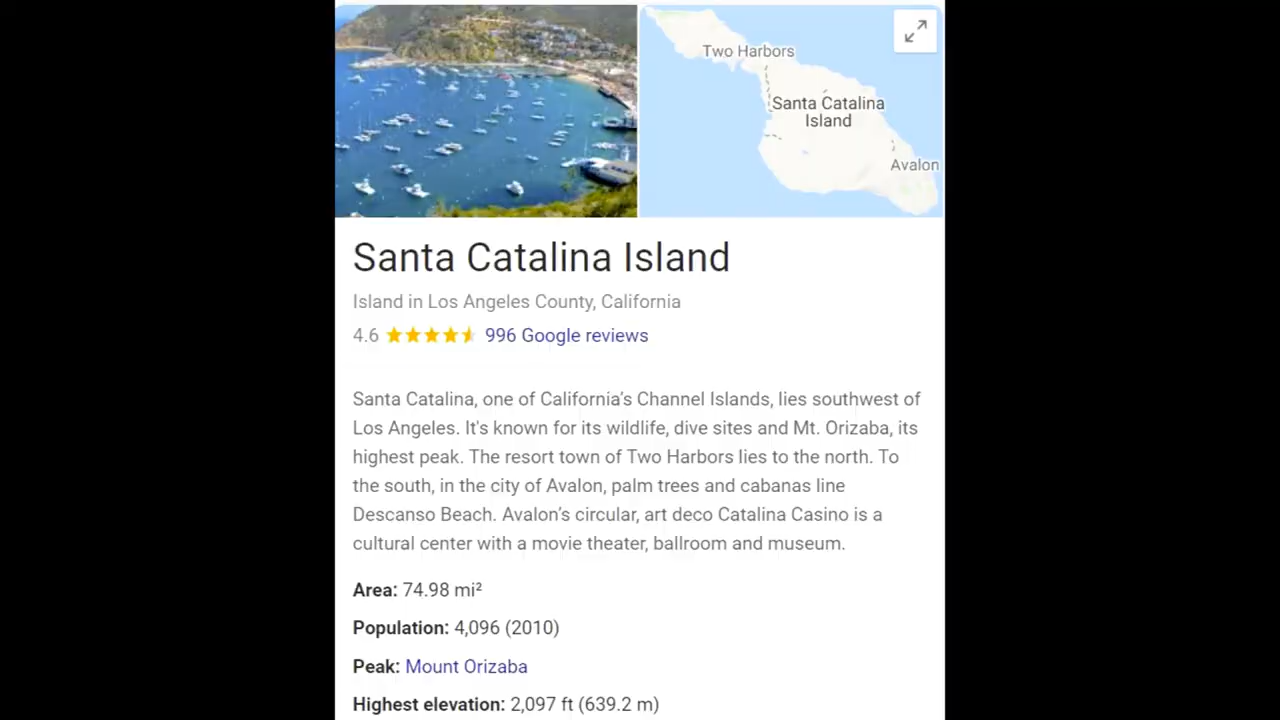 Two Harbors
Santa Catalina
Island
Avalon
Santa Catalina Island
Island in Los Angeles County, California
4.6 996 Google reviews
Santa Catalina, one of California's Channel Islands, lies southwest of
Los Angeles. It's known for its wildlife, dive sites and Mt. Orizaba, its
highest peak. The resort town of Two Harbors lies to the north. To
the south, in the city of Avalon, palm trees and cabanas line
Descanso Beach. Avalon's circular, art deco Catalina Casino is a
cultural center with a movie theater, ballroom and museum.
Area: 74.98 mi²
Population: 4,096 (2010)
Peak: Mount Orizaba
Highest elevation: 2,097 ft (639.2 m)